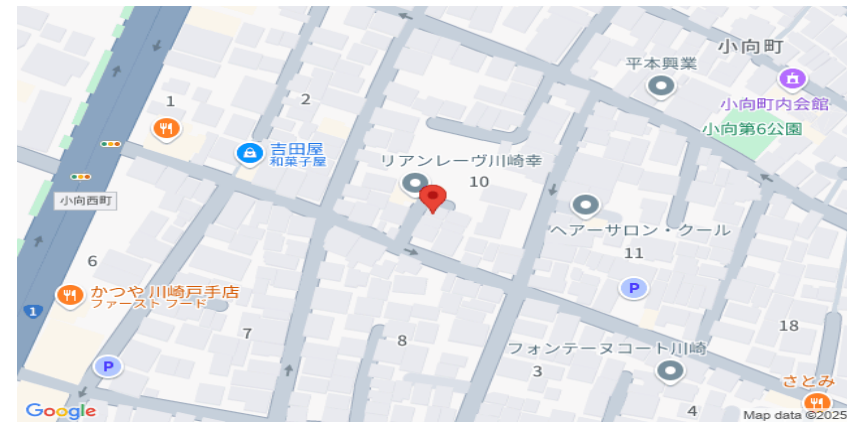 小向町
平本興業
小向町内会館
小向第6公園
1
2
吉田屋
和菓子屋
リアンレーヴ川崎幸
10
小向西町
ヘアーサロン・クール
11
6
P
かつや 川崎戸手店
ファースト フード
1
7
8
18
フォンテーヌコート川崎
3
P
さとみ
4
Google
Map data ©2025